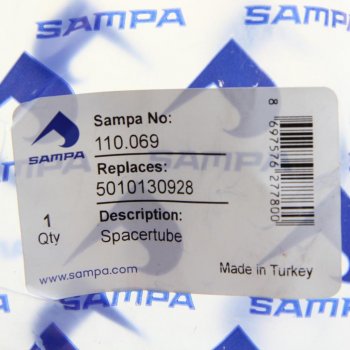 SAMPA
SAMPA
SAMPA
Sampa No:
110.069
Replaces:
5010130928
1
Qty
Description:
Spacertube
www.sampa.com
Made in Turkey
8 697576 277800
SAMPA
SAMPA